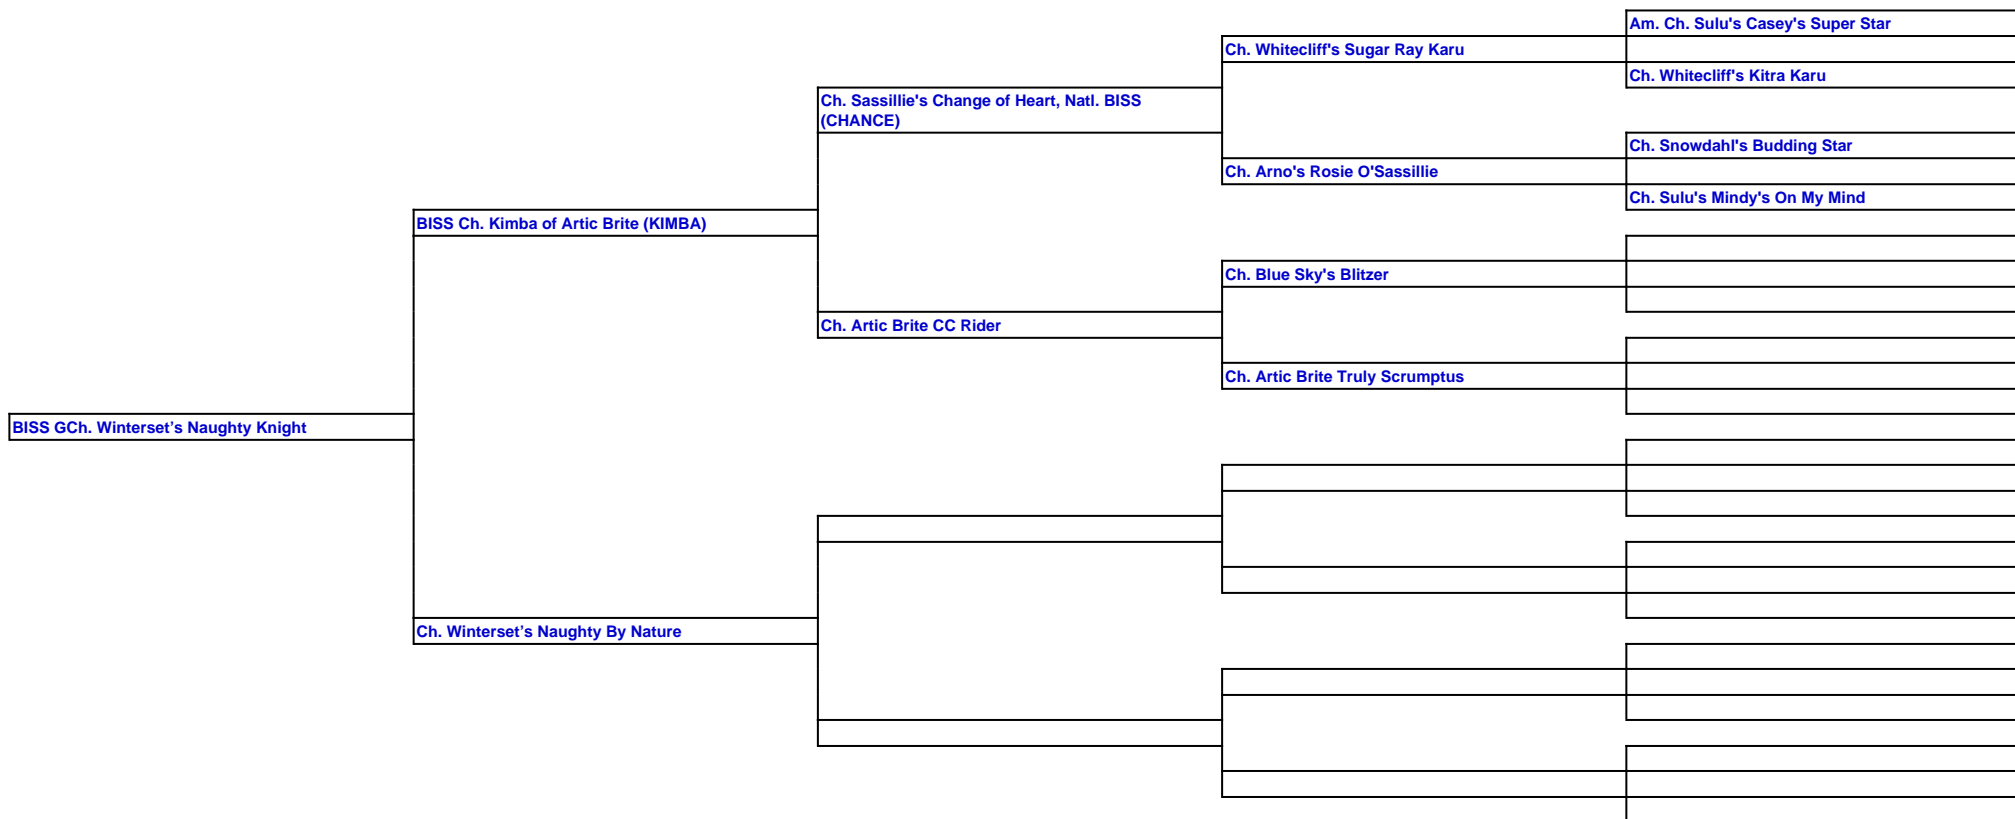 Am. Ch. Sulu's Casey's Super Star
Ch. Whitecliff's Sugar Ray Karu
Ch. Whitecliff's Kitra Karu
Ch. Sassillie's Change of Heart, Natl. BISS
(CHANCE)
Ch. Snowdahl's Budding Star
Ch. Arno's Rosie O'Sassillie
Ch. Sulu's Mindy's On My Mind
BISS Ch. Kimba of Artic Brite (KIMBA)
Ch. Blue Sky's Blitzer
Ch. Artic Brite CC Rider
Ch. Artic Brite Truly Scrumptus
BISS GCh. Winterset’s Naughty Knight
Ch. Winterset’s Naughty By Nature